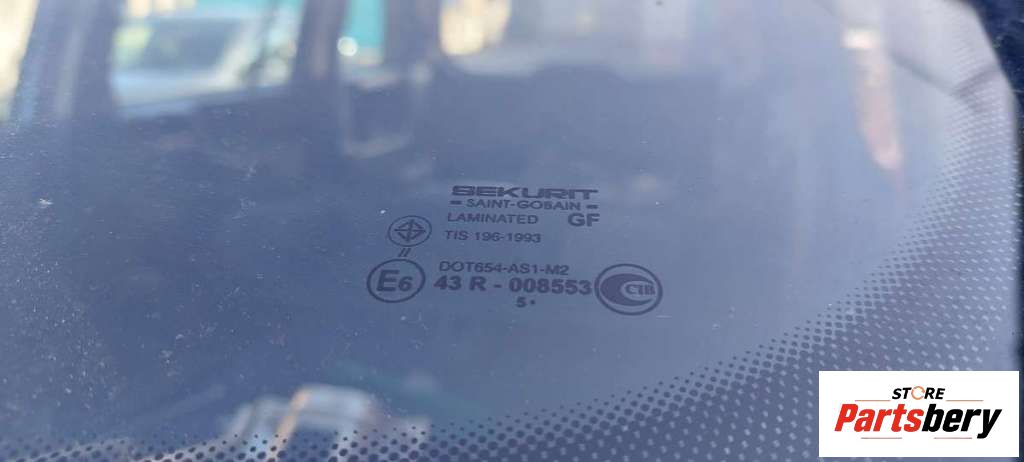 SEKURIT
- SAINT-GOBAIN -
LAMINATED GF
TIS 196-1993
//
DOT654-AS1-M2
E6 43 R - 008553
5 •
STORE
Partsbery